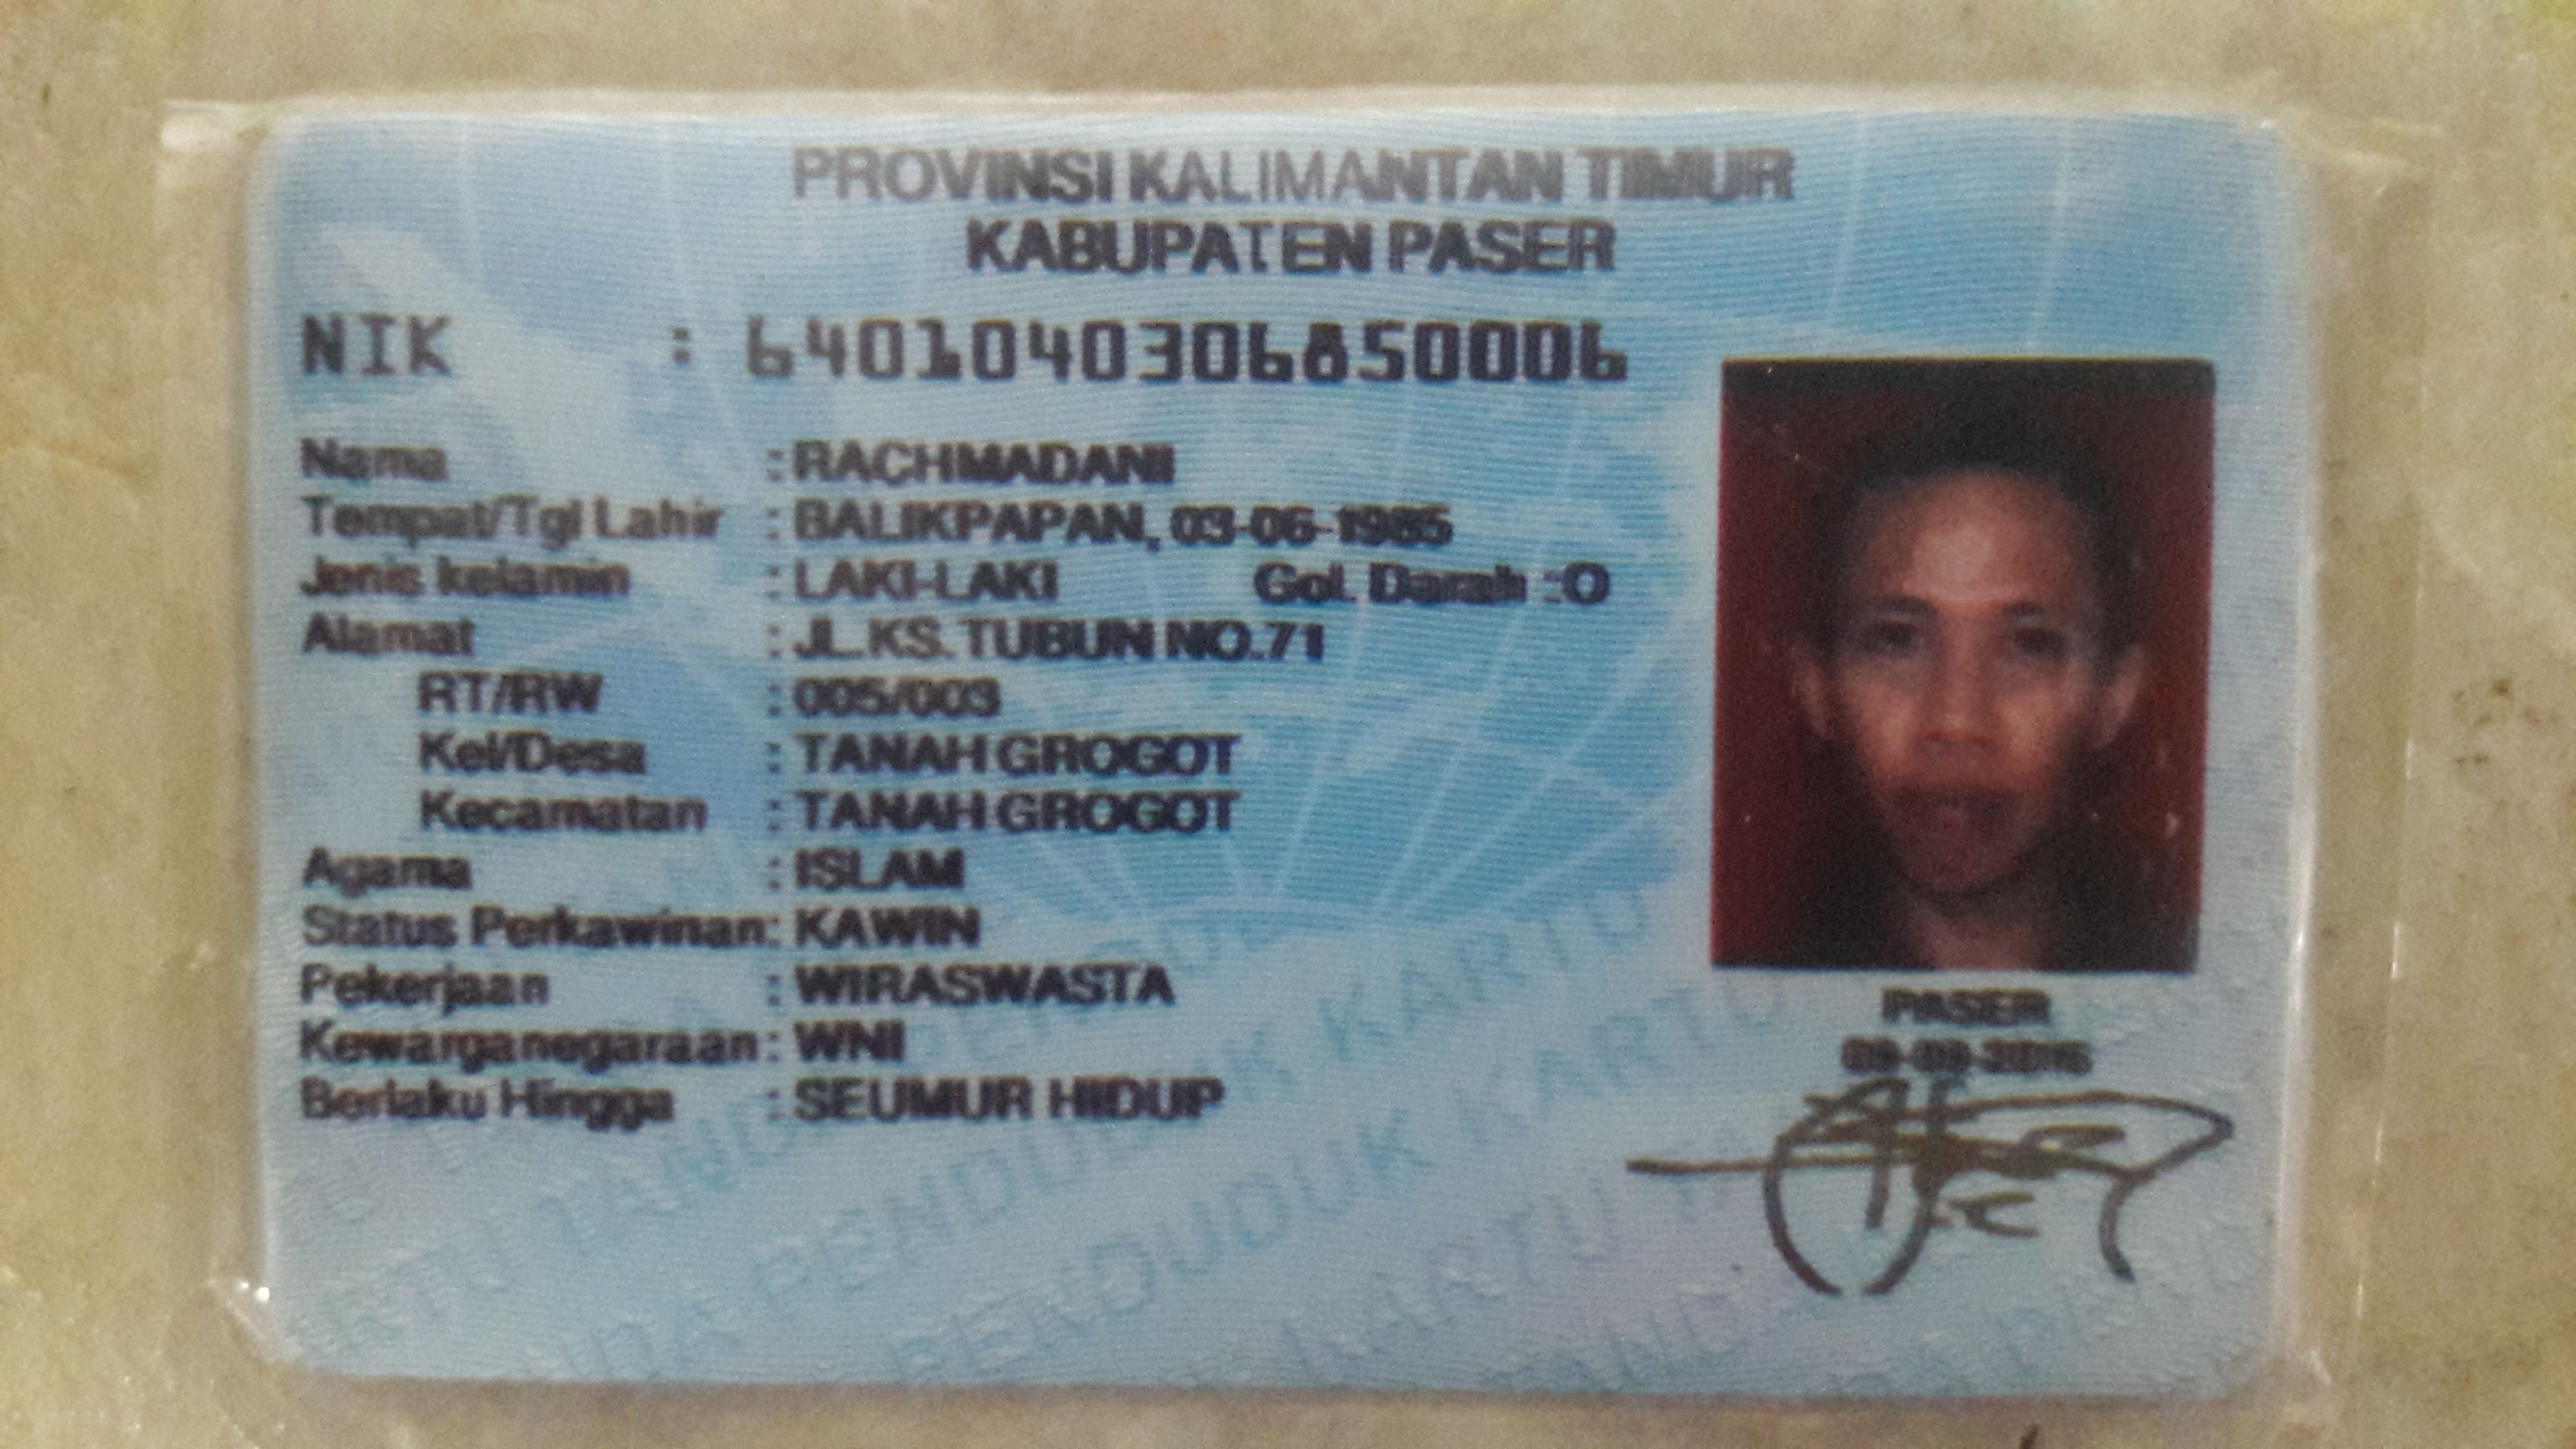 PROVINSI KALIMANTAN TIMUR
KABUPATEN PASER
NIK : 6401040306850006
Nama : RACHMADANI
Tempat/Tgl Lahir : BALIKPAPAN, 03-06-1985
Jenis kelamin : LAKI-LAKI Gol. Darah : O
Alamat : JL.KS.TUBUN NO.71
RT/RW : 005/003
Kel/Desa : TANAH GROGOT
Kecamatan : TANAH GROGOT
Agama : ISLAM
Status Perkawinan: KAWIN
Pekerjaan : WIRASWASTA
Kewarganegaraan: WNI
Berlaku Hingga : SEUMUR HIDUP
PASER